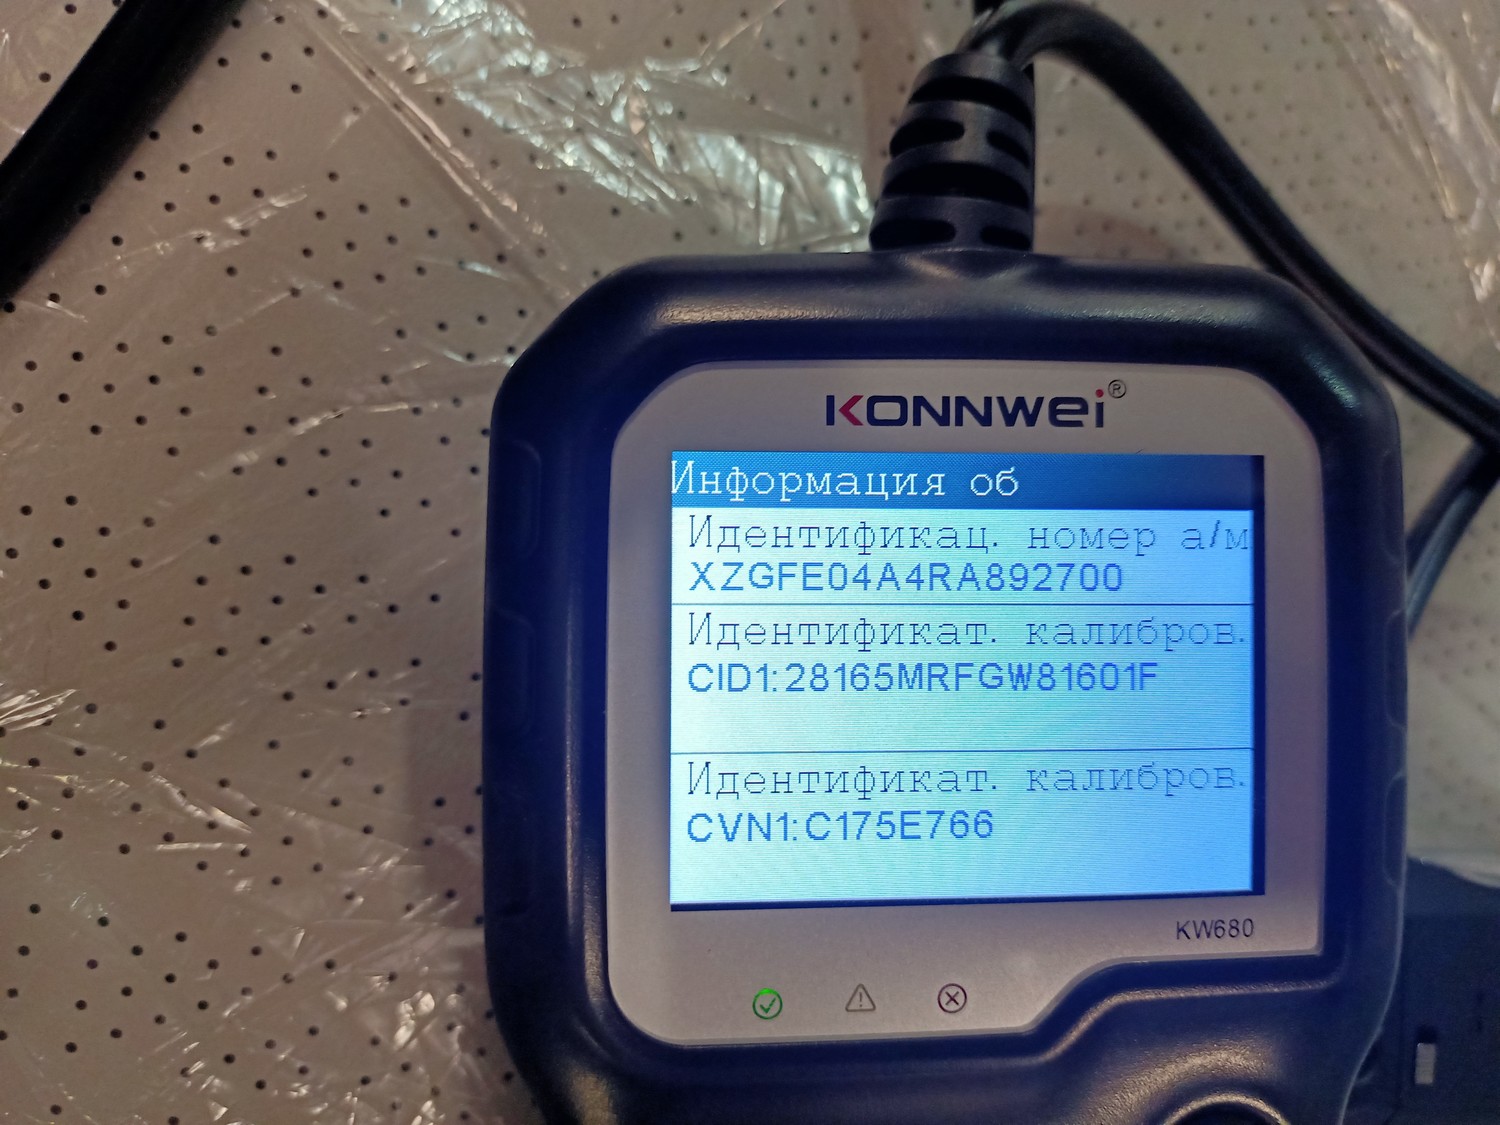 KONNWEi®
Информация об
Идентификац. номер а/м
XZGFE04A4RA892700
Идентификат. калибров.
CID1:28165MRFGW81601F
Идентификат. калибров.
CVN1:C175E766
KW680